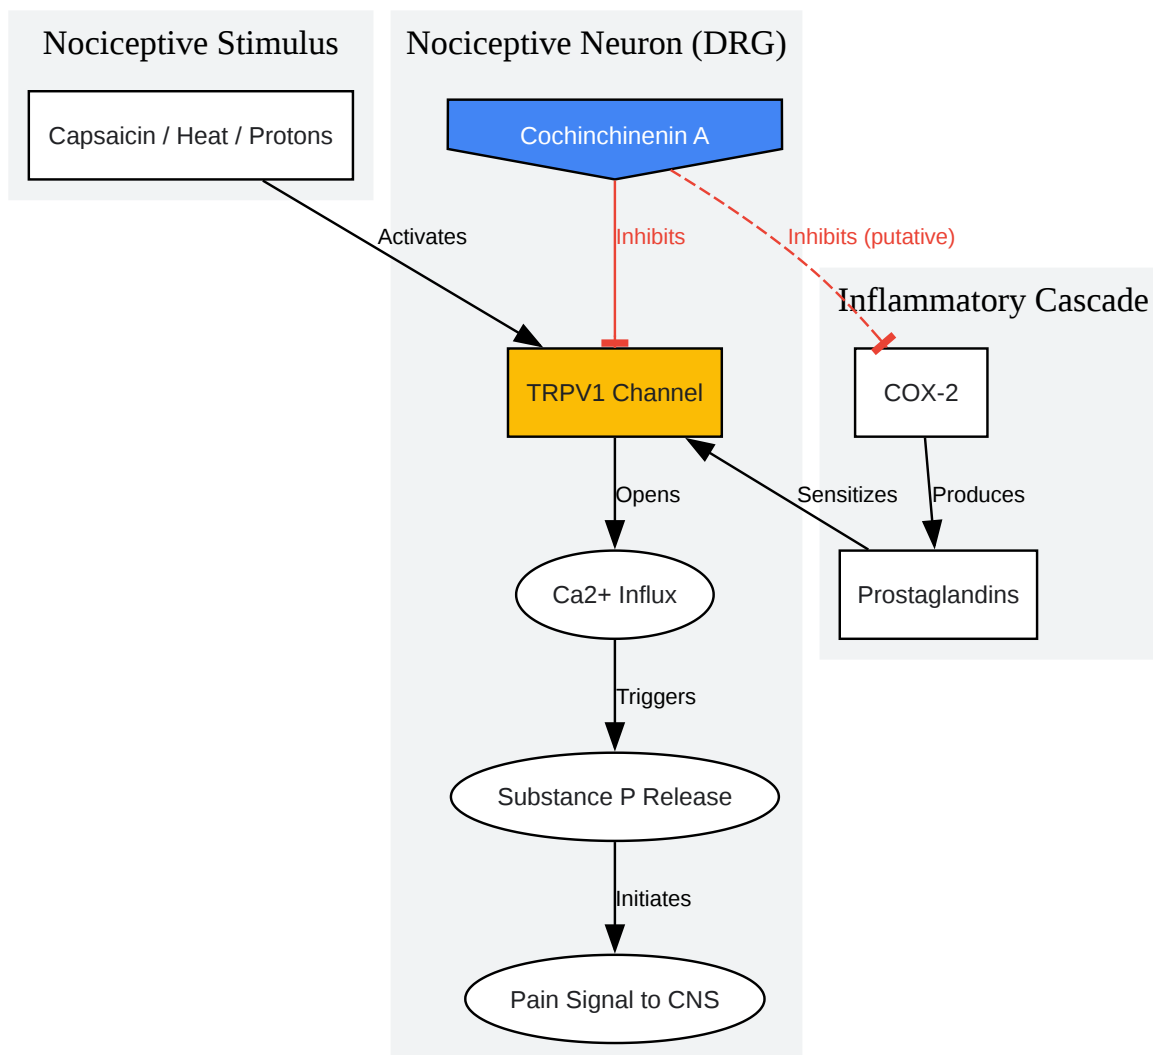 Nociceptive Stimulus
Nociceptive Neuron (DRG)
Capsaicin / Heat / Protons
Cochinchinenin A
Activates
Inhibits
Inhibits (putative)
Inflammatory Cascade
TRPV1 Channel
COX-2
Opens
Sensitizes
Produces
Ca2+ Influx
Prostaglandins
Triggers
Substance P Release
Initiates
Pain Signal to CNS